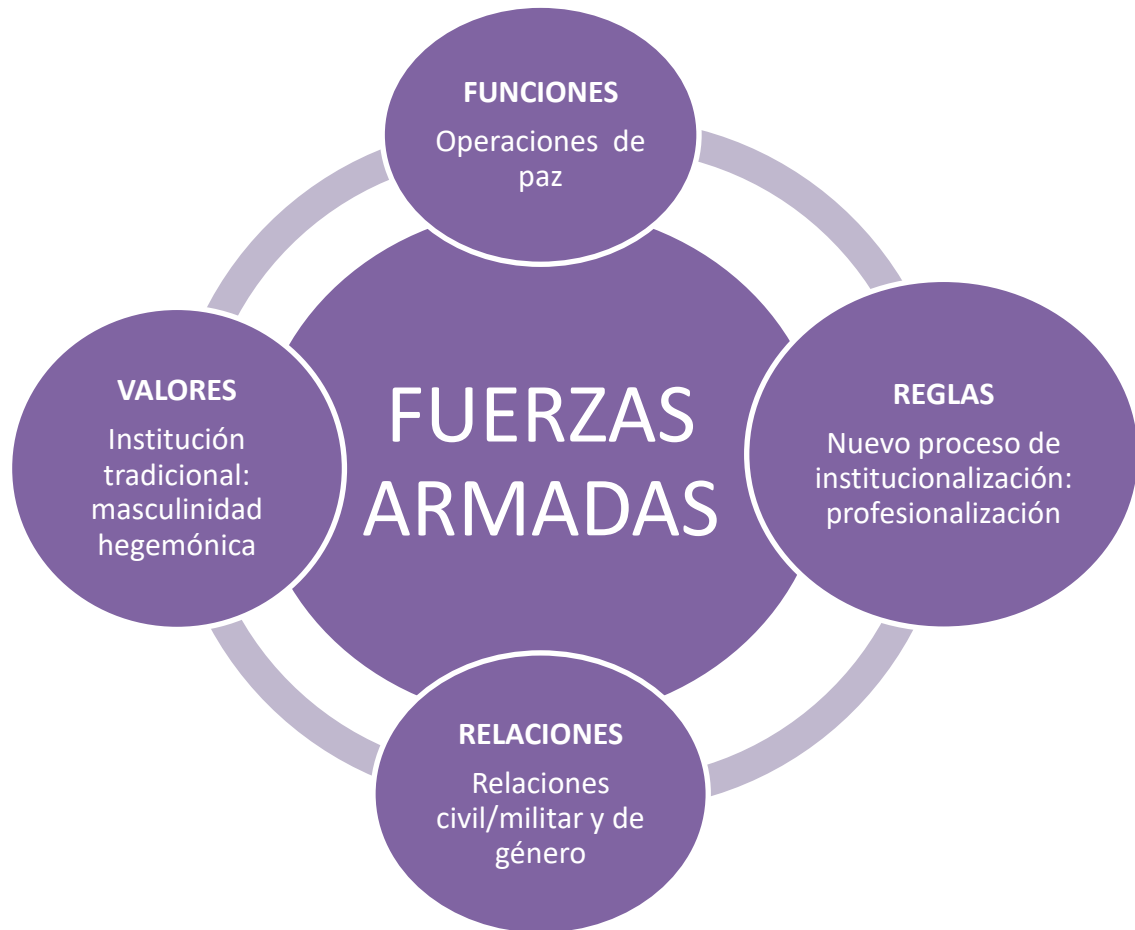 FUNCIONES
Operaciones de
paz
VALORES
Institución
tradicional:
masculinidad
hegemónica
FUERZAS
ARMADAS
REGLAS
Nuevo proceso de
institucionalización:
profesionalización
RELACIONES
Relaciones
civil/militar y de
género